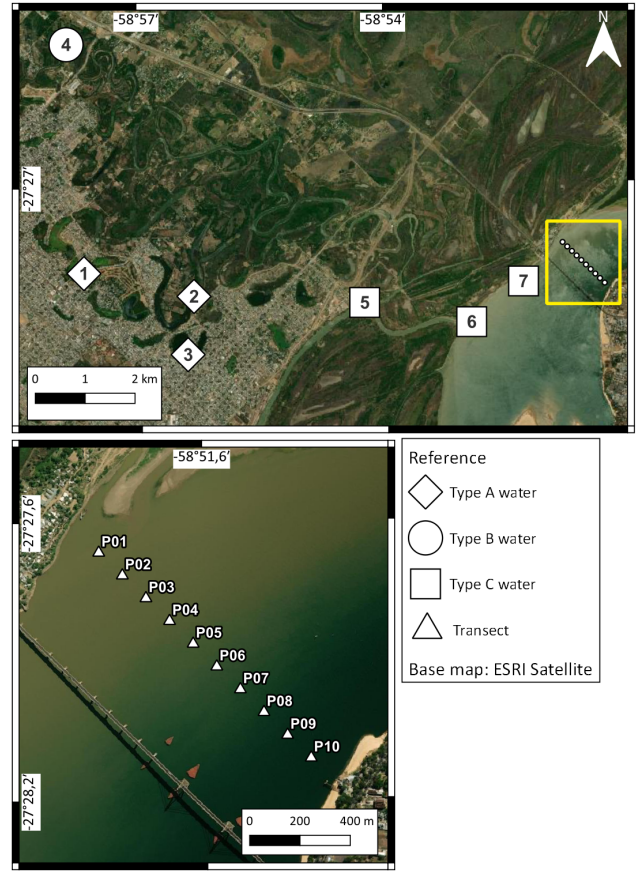 -58°57′
-58°54′
N
4
-27°27′
1
2
3
5
6
7
0 1 2 km
-58°51,6′
-27°27,6′
P01
P02
P03
P04
P05
P06
P07
P08
P09
P10
-27°28,2′
0 200 400 m
Reference
Type A water
Type B water
Type C water
Transect
Base map: ESRI Satellite